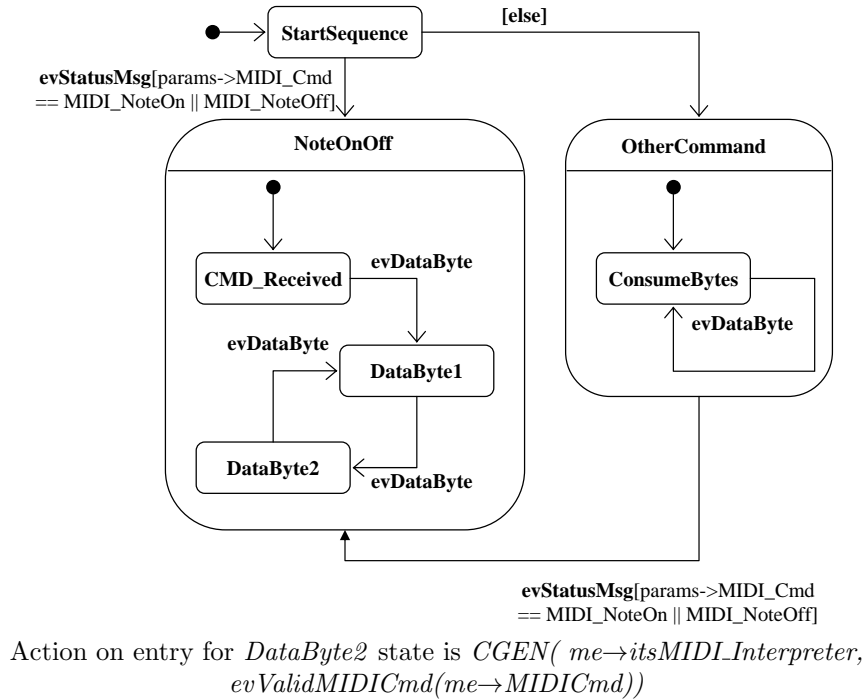 [else]
StartSequence
evStatusMsg[params->MIDI_Cmd
== MIDI_NoteOn || MIDI_NoteOff]
NoteOnOff
OtherCommand
CMD_Received
evDataByte
ConsumeBytes
evDataByte
evDataByte
DataByte1
DataByte2
evDataByte
evStatusMsg[params->MIDI_Cmd
== MIDI_NoteOn || MIDI_NoteOff]
Action on entry for DataByte2 state is CGEN( me→itsMIDI_Interpreter,
evValidMIDICmd(me→MIDICmd))